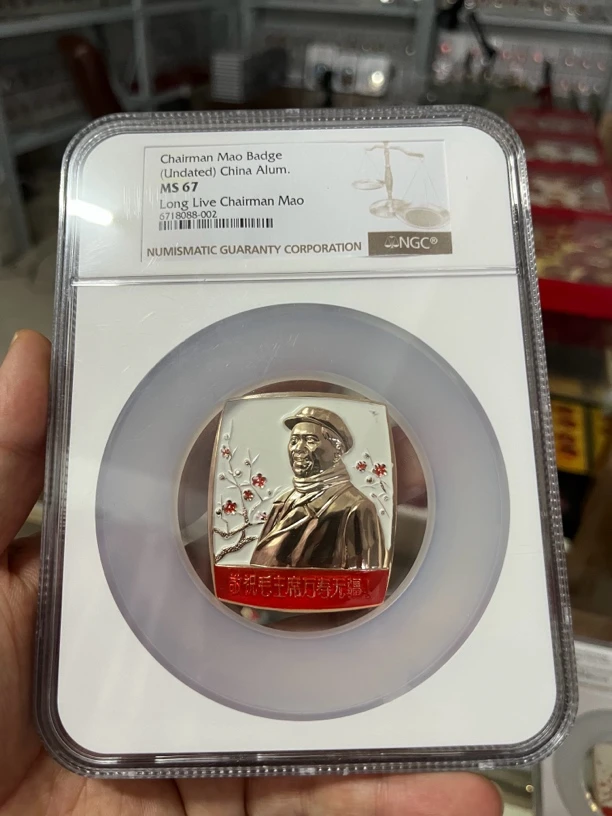 Chairman Mao Badge
(Undated) China Alum.
MS 67
Long Live Chairman Mao
6718088-002
NUMISMATIC GUARANTY CORPORATION
NGC®
敬祝毛主席万寿无疆!